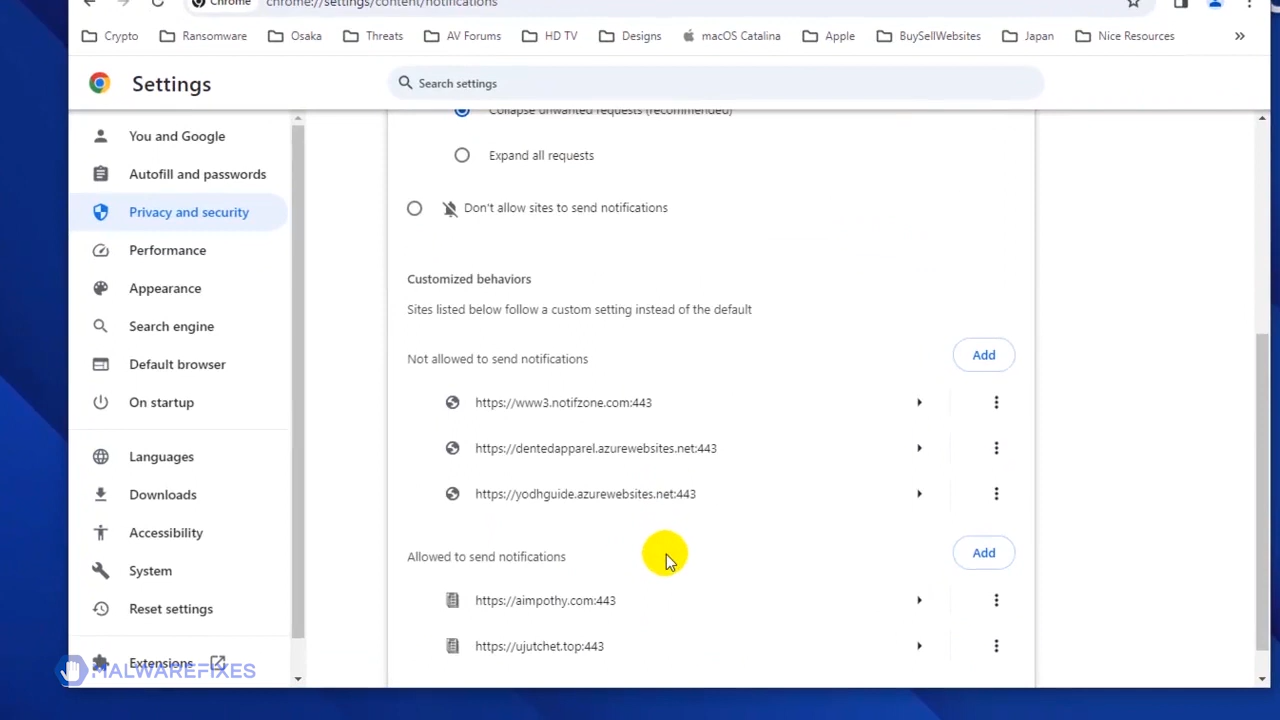 Chrome
chrome://settings/content/notifications
Crypto
Ransomware
Osaka
Threats
AV Forums
HD TV
Designs
macOS Catalina
Apple
BuySellWebsites
Japan
Nice Resources
»
Settings
Search settings
You and Google
Autofill and passwords
Privacy and security
Performance
Appearance
Search engine
Default browser
On startup
Languages
Downloads
Accessibility
System
Reset settings
Extensions
Collapse unwanted requests (recommended)
Expand all requests
Don't allow sites to send notifications
Customized behaviors
Sites listed below follow a custom setting instead of the default
Not allowed to send notifications
Add
https://www3.notifzone.com:443
https://dentedapparel.azurewebsites.net:443
https://yodhguide.azurewebsites.net:443
Allowed to send notifications
Add
https://aimpothy.com:443
https://ujutchet.top:443
MALWAREFIXES